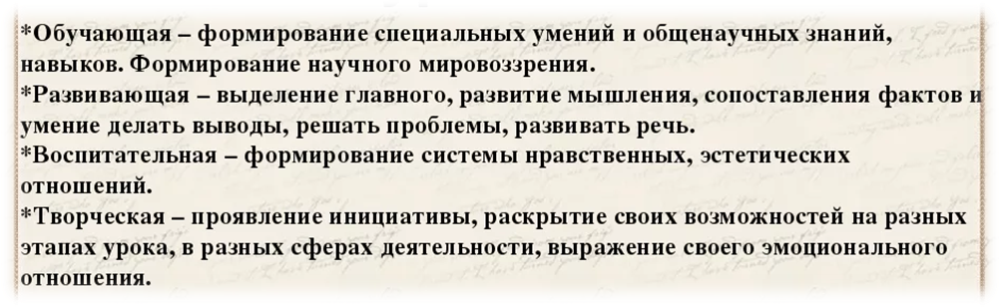 *Обучающая – формирование специальных умений и общенаучных знаний,
навыков. Формирование научного мировоззрения.
*Развивающая – выделение главного, развитие мышления, сопоставления фактов и
умение делать выводы, решать проблемы, развивать речь.
*Воспитательная – формирование системы нравственных, эстетических
отношений.
*Творческая – проявление инициативы, раскрытие своих возможностей на разных
этапах урока, в разных сферах деятельности, выражение своего эмоционального
отношения.